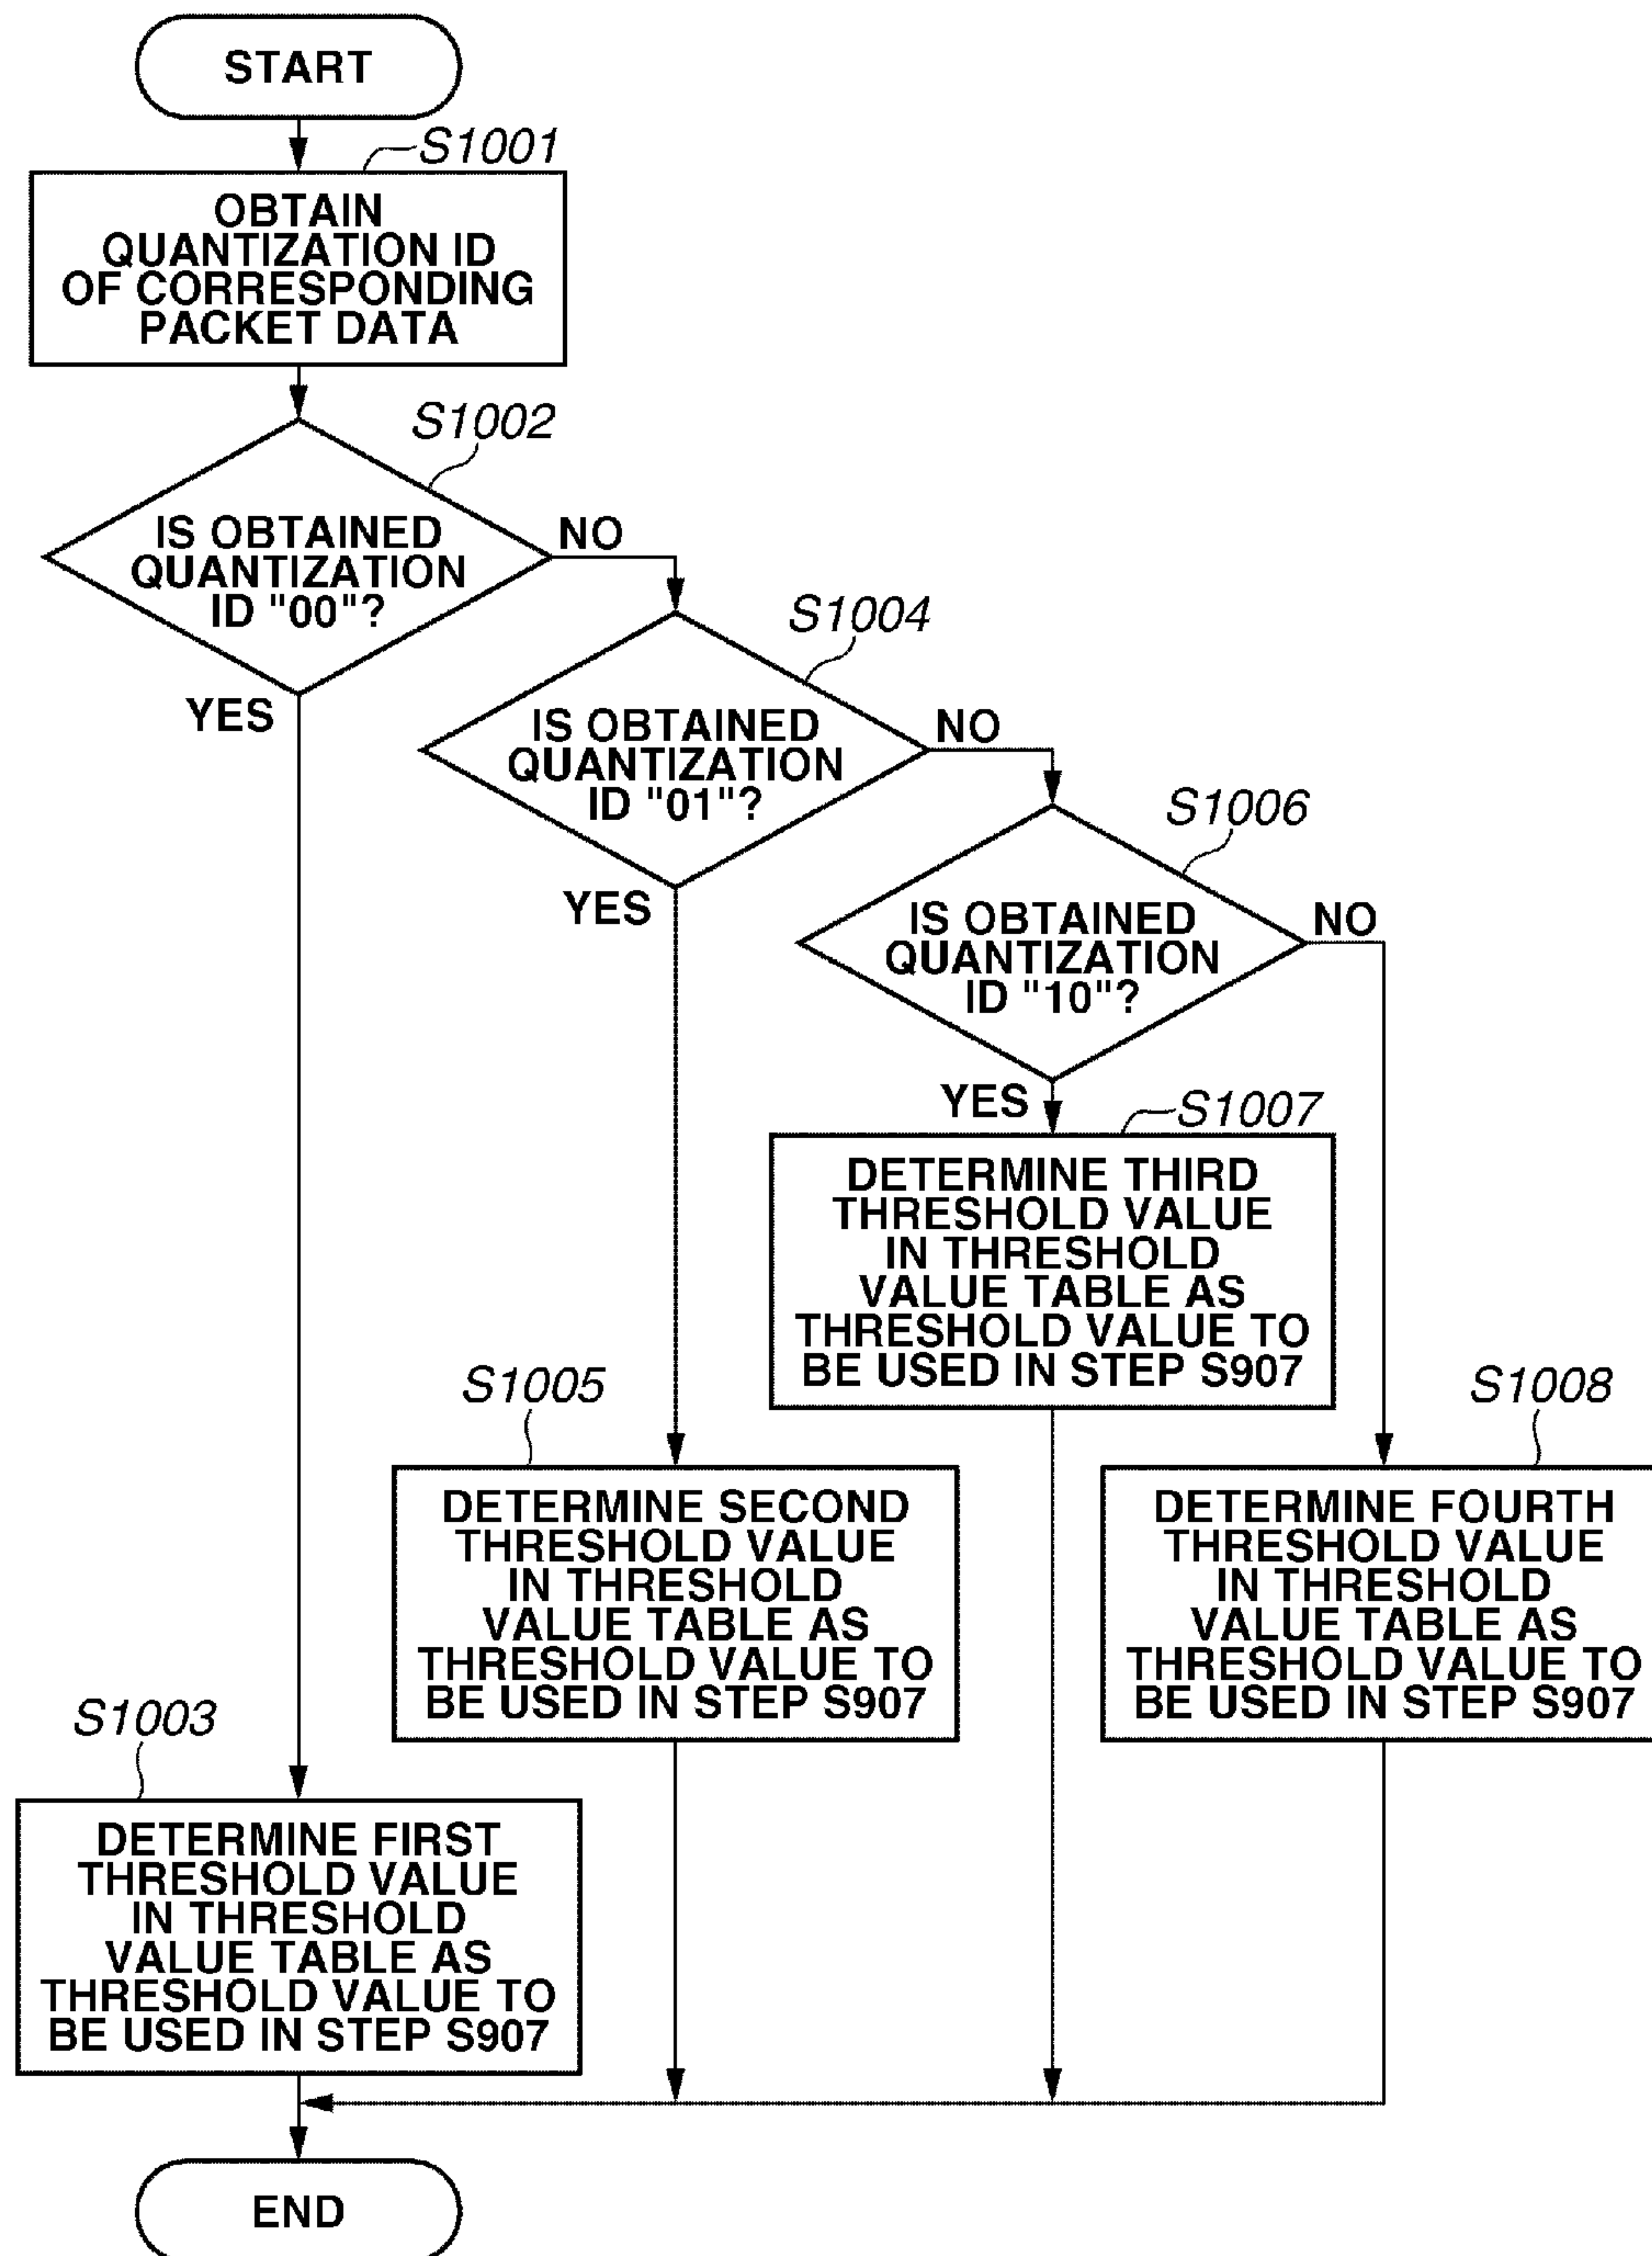 START
S1001
OBTAIN
QUANTIZATION ID
OF CORRESPONDING
PACKET DATA
S1002
IS OBTAINED
QUANTIZATION
ID "00"?
NO
YES
S1004
IS OBTAINED
QUANTIZATION
ID "01"?
NO
YES
S1006
IS OBTAINED
QUANTIZATION
ID "10"?
NO
YES
S1007
DETERMINE THIRD
THRESHOLD VALUE
IN THRESHOLD
VALUE TABLE AS
THRESHOLD VALUE TO
BE USED IN STEP S907
S1005
DETERMINE SECOND
THRESHOLD VALUE
IN THRESHOLD
VALUE TABLE AS
THRESHOLD VALUE TO
BE USED IN STEP S907
S1008
DETERMINE FOURTH
THRESHOLD VALUE
IN THRESHOLD
VALUE TABLE AS
THRESHOLD VALUE TO
BE USED IN STEP S907
S1003
DETERMINE FIRST
THRESHOLD VALUE
IN THRESHOLD
VALUE TABLE AS
THRESHOLD VALUE TO
BE USED IN STEP S907
END